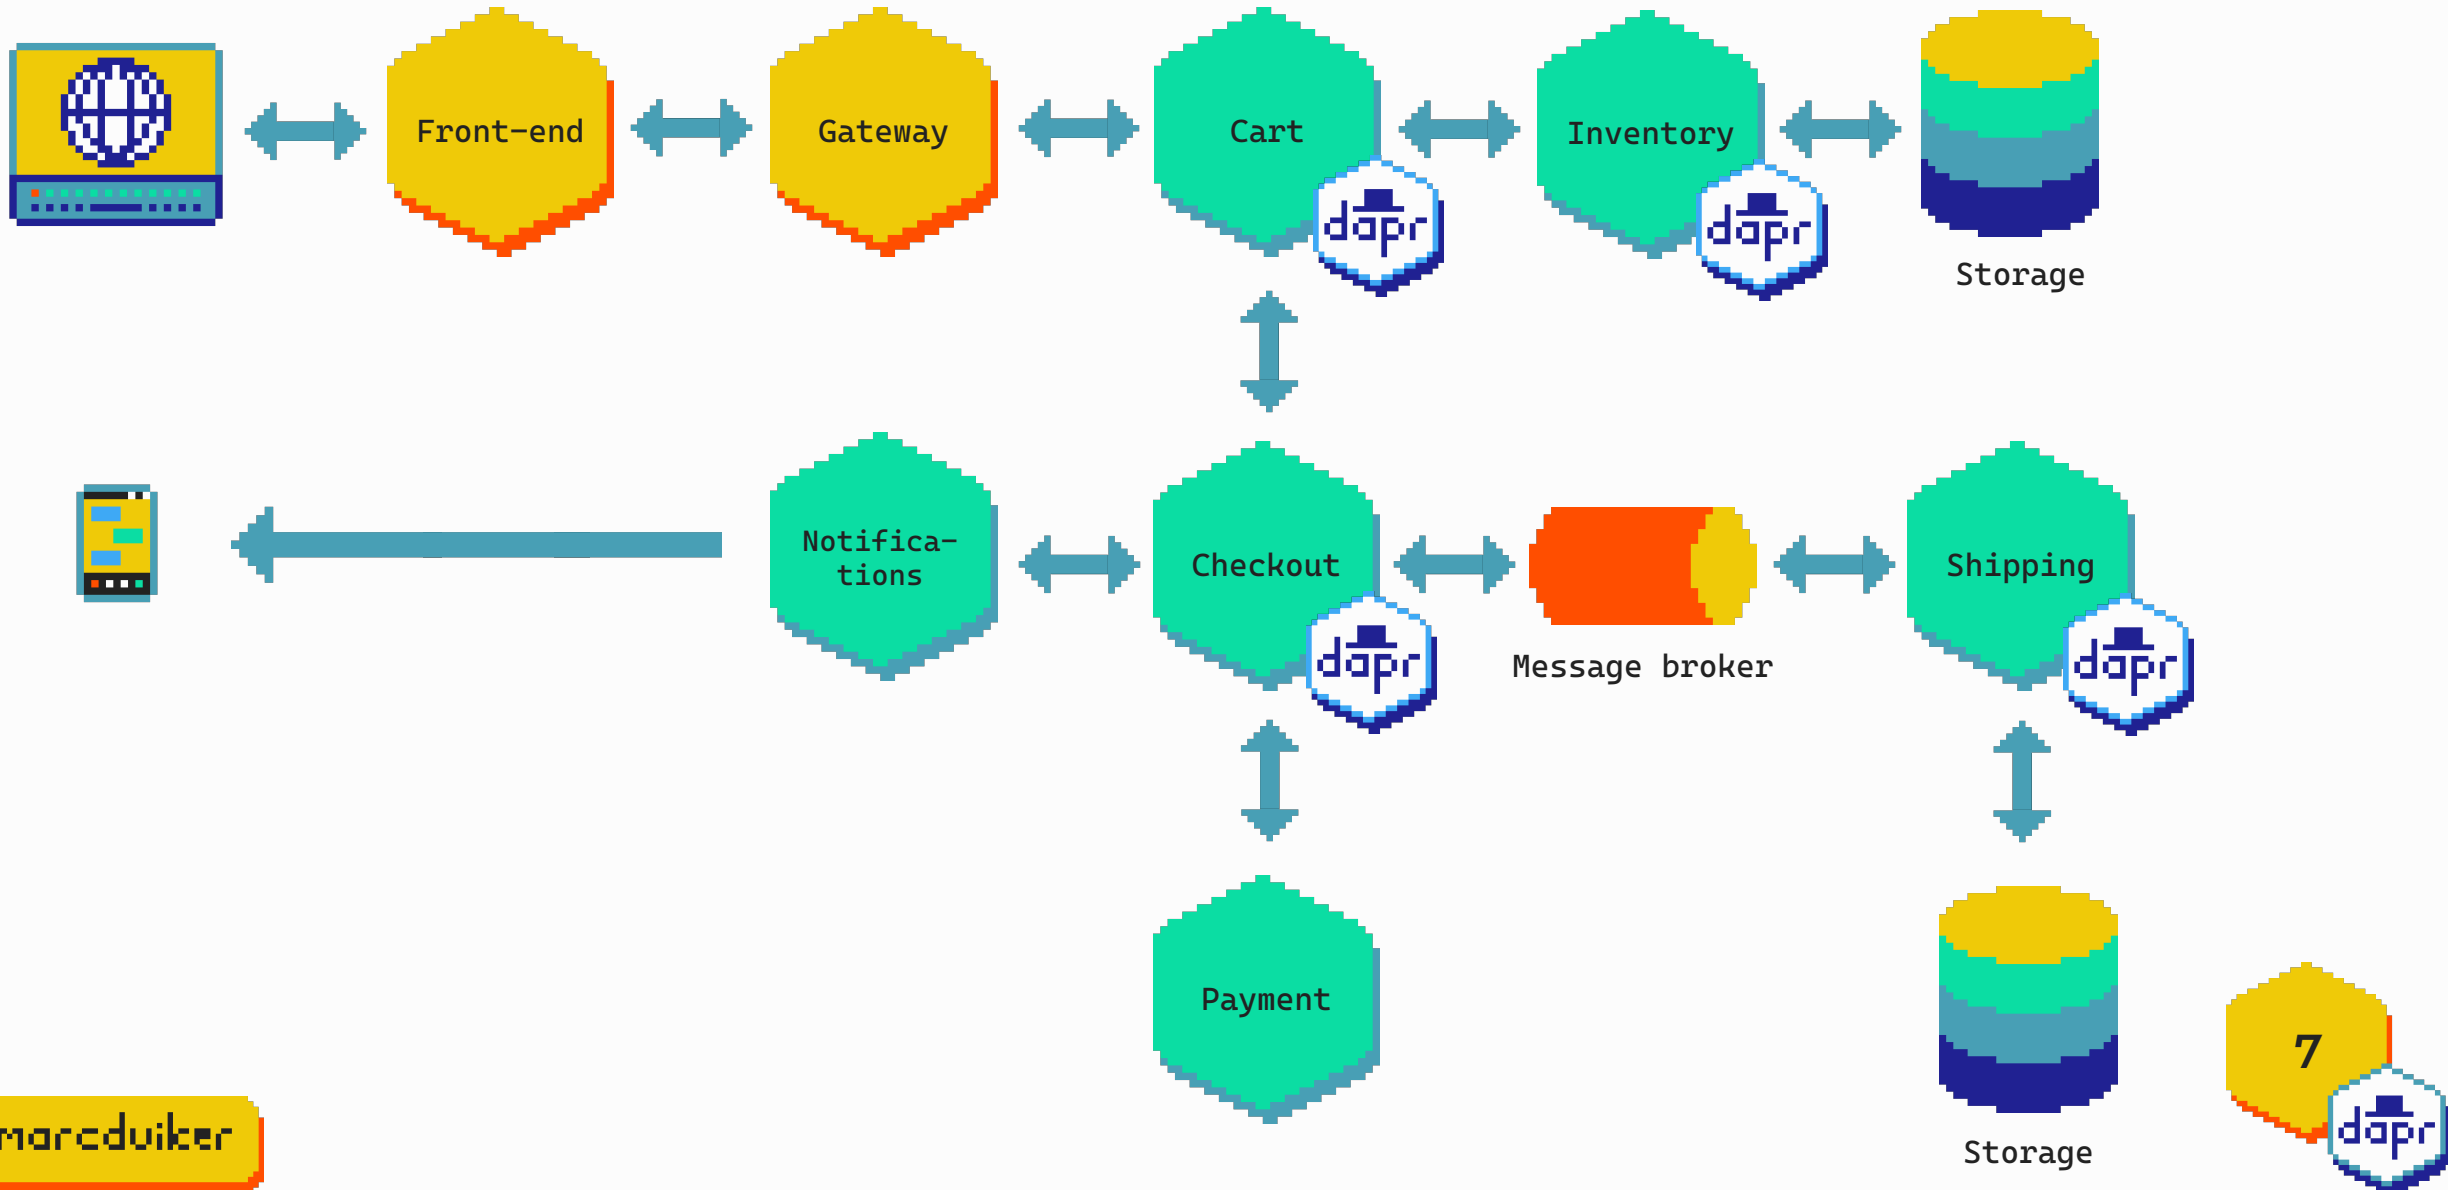 Front-end
Gateway
Cart
Inventory
dapr
dapr
Storage
Notifica-
tions
Checkout
Shipping
dapr
Message broker
dapr
Payment
7
marcduiker
dapr
Storage